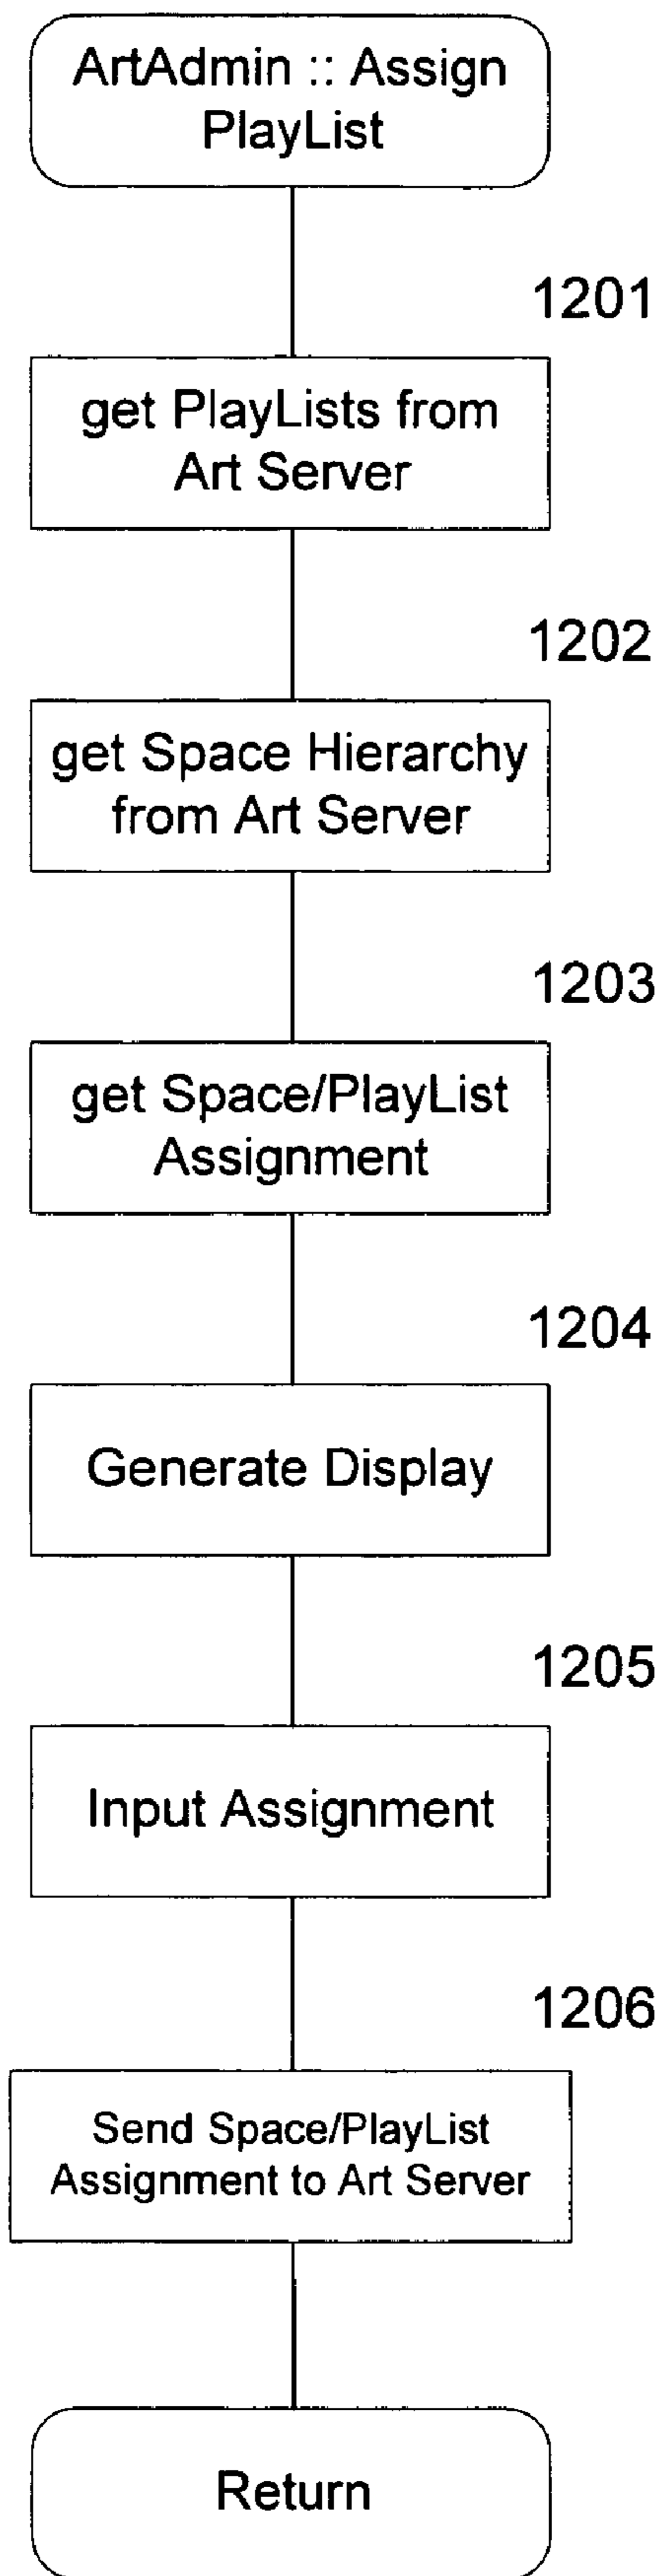 ArtAdmin :: Assign
PlayList
1201
get PlayLists from
Art Server
1202
get Space Hierarchy
from Art Server
1203
get Space/PlayList
Assignment
1204
Generate Display
1205
Input Assignment
1206
Send Space/PlayList
Assignment to Art Server
Return